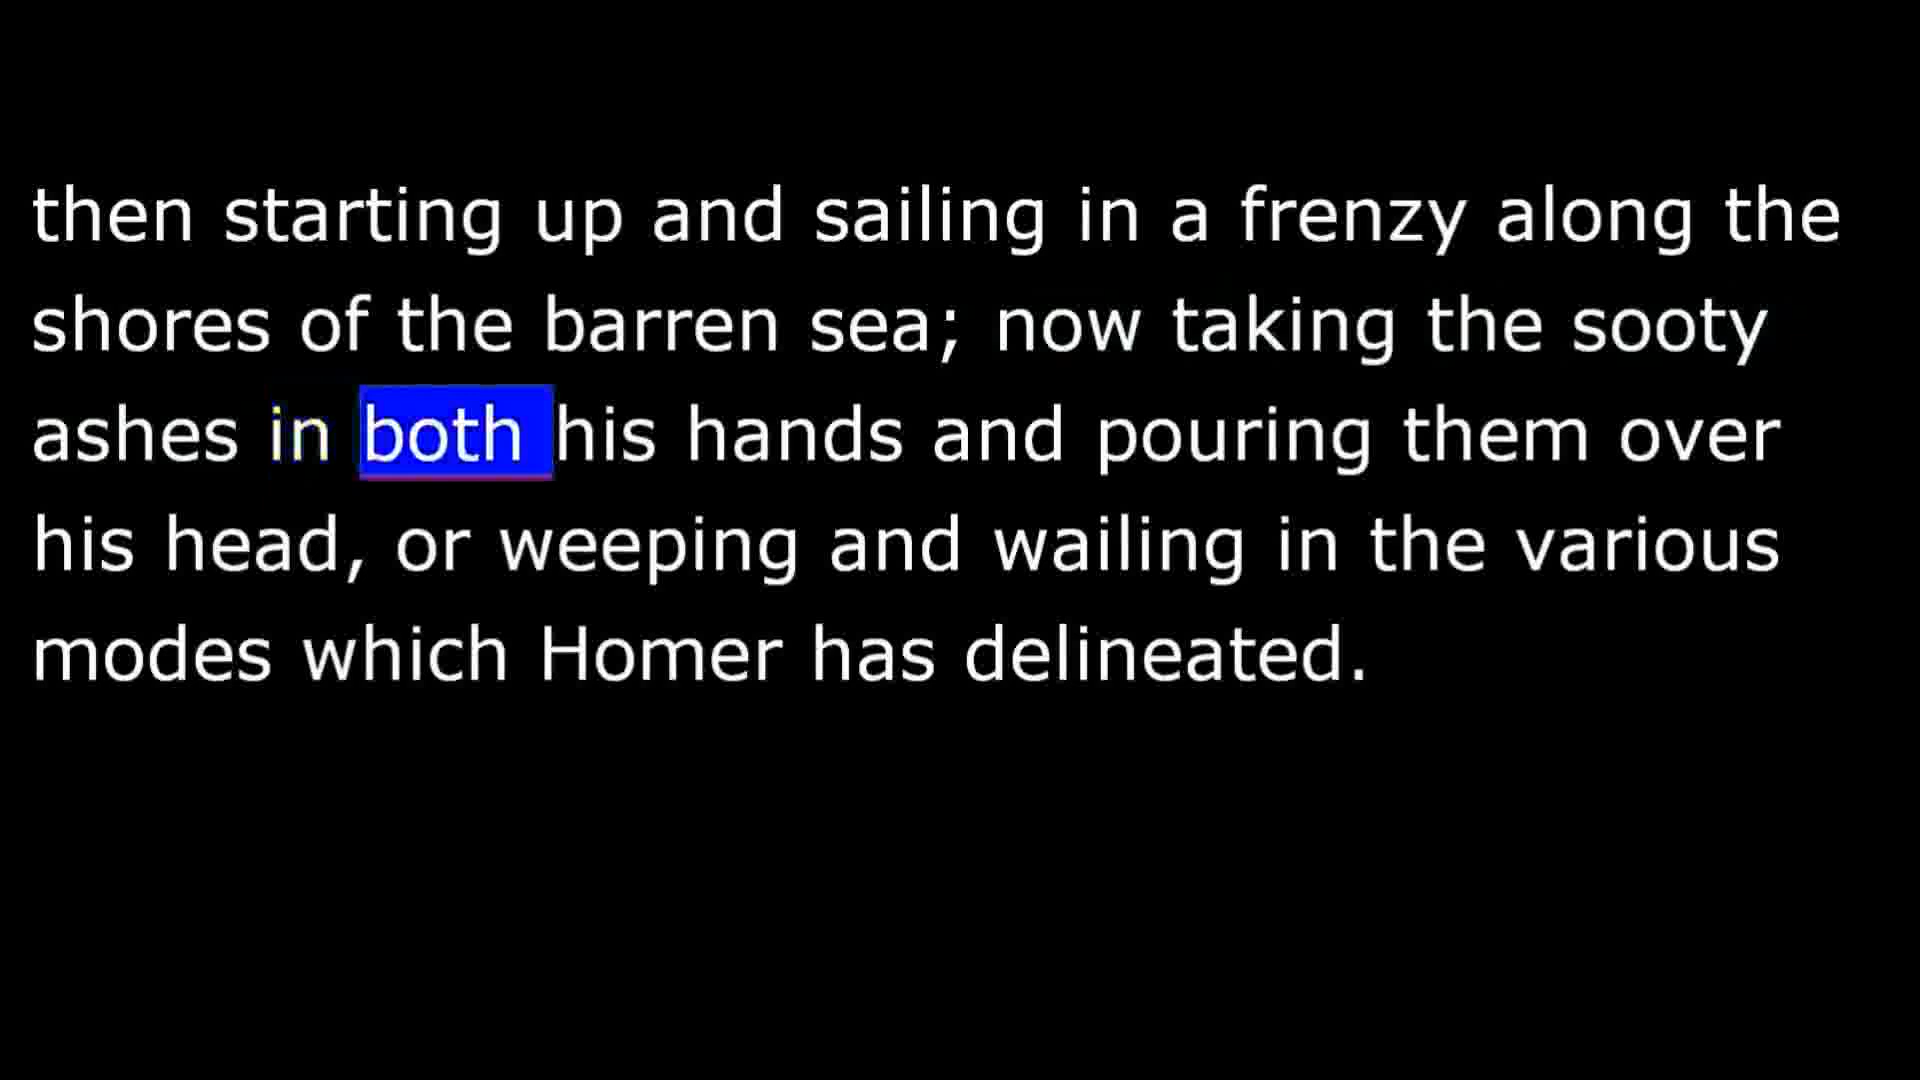 then starting up and sailing in a frenzy along the
shores of the barren sea; now taking the sooty
ashes in both his hands and pouring them over
his head, or weeping and wailing in the various
modes which Homer has delineated.